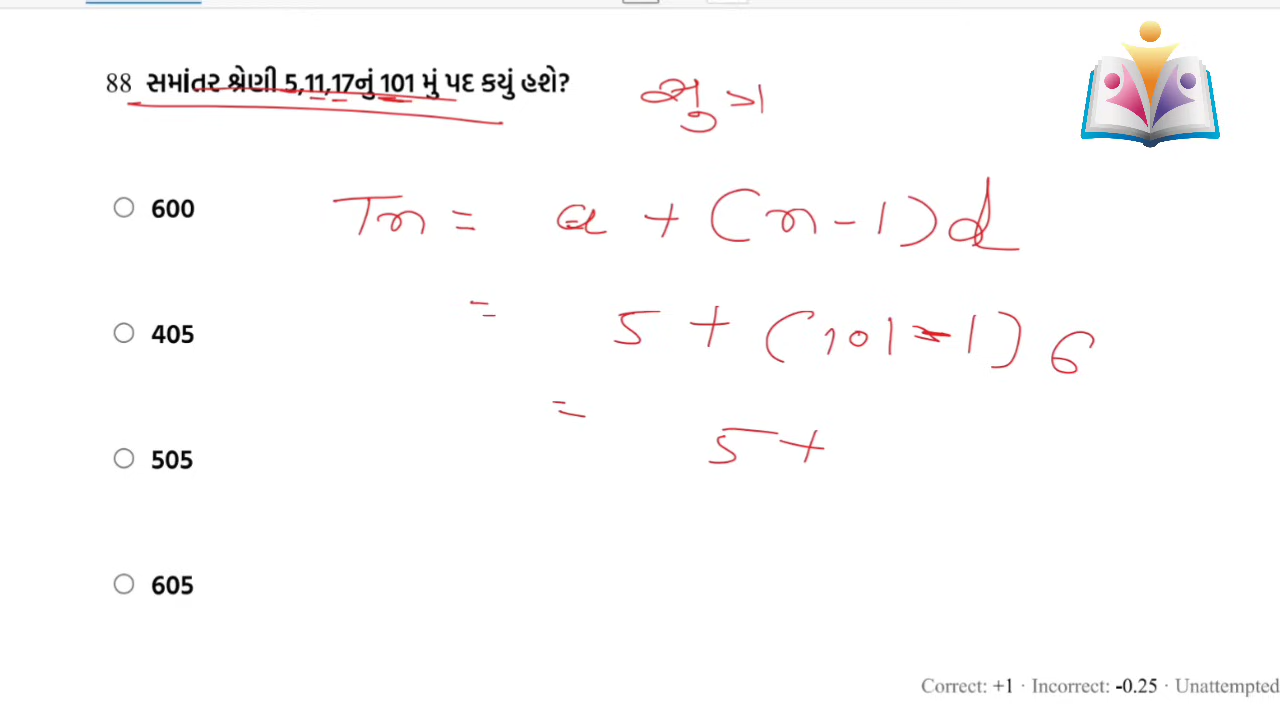 88 સમાંતર શ્રેણી 5,11,17નું 101 મું પદ કયું હશે?
સુત્ર
600
Tn = a + (n-1)d
= 5 + (101-1) 6
405
= 5+
505
605
Correct: +1 · Incorrect: -0.25 · Unattempted